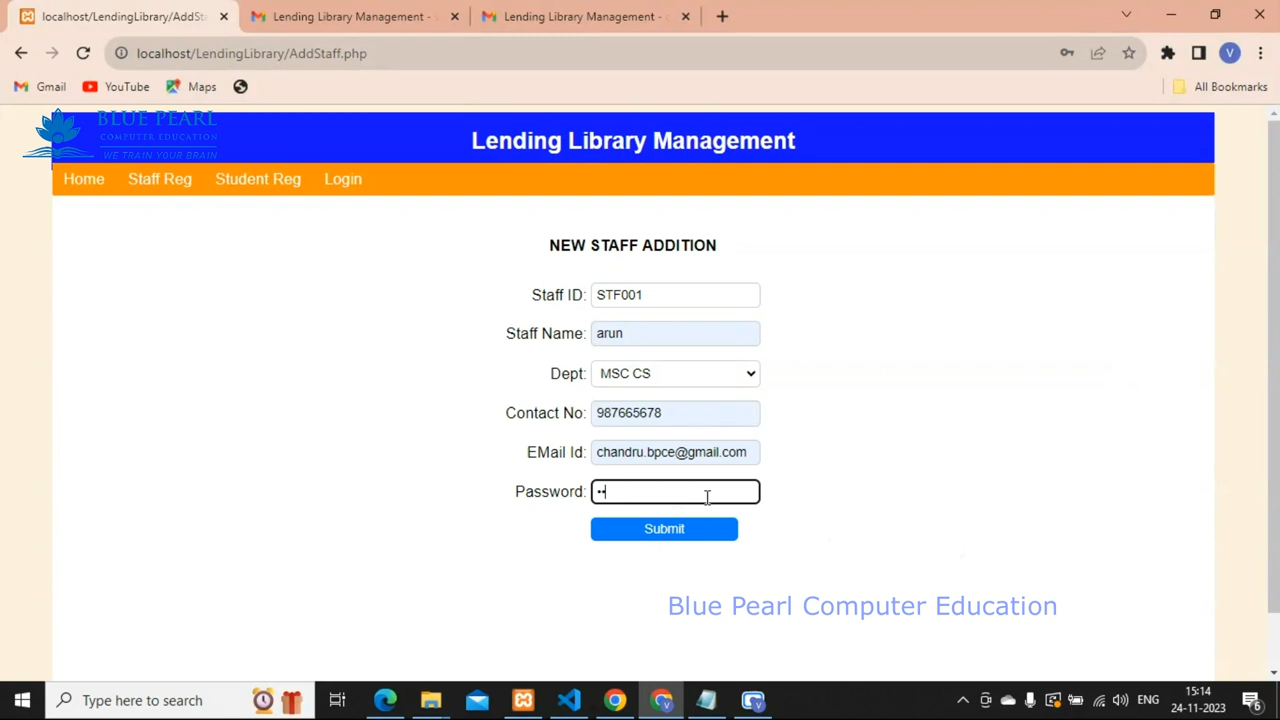 localhost/LendingLibrary/AddSta
Lending Library Management -
Lending Library Management -
localhost/LendingLibrary/AddStaff.php
V
Gmail
YouTube
Maps
All Bookmarks
BLUE PEARL
COMPUTER EDUCATION
WE TRAIN YOUR BRAIN
Lending Library Management
Home
Staff Reg
Student Reg
Login
NEW STAFF ADDITION
Staff ID: STF001
Staff Name: arun
Dept: MSC CS
Contact No: 987665678
EMail Id: chandru.bpce@gmail.com
Password: ••
Submit
Blue Pearl Computer Education
Type here to search
ENG
15:14
24-11-2023
6